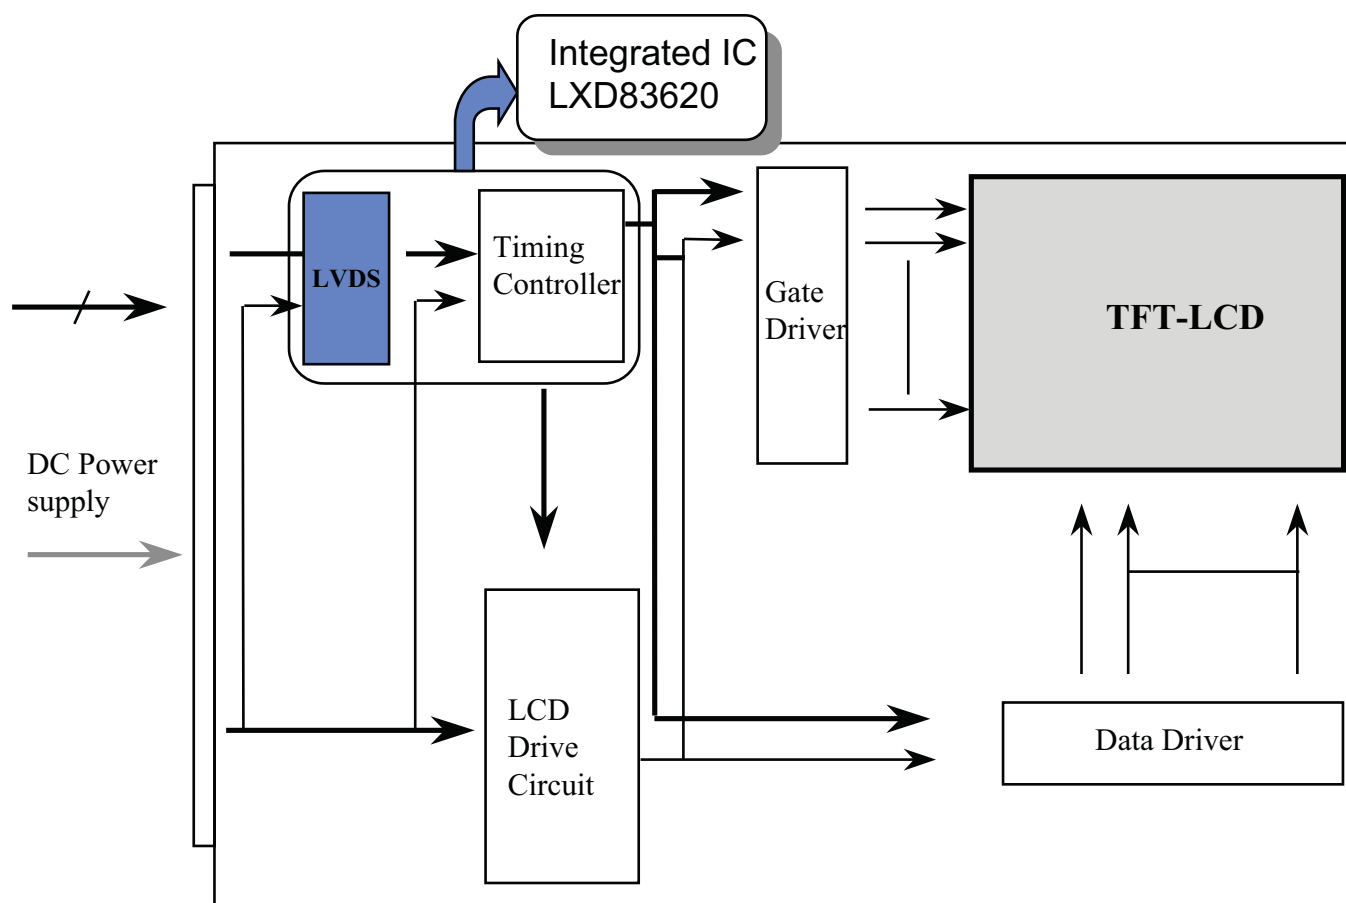 Integrated IC
LXD83620
LVDS
Timing
Controller
Gate
Driver
TFT-LCD
DC Power
supply
LCD
Drive
Circuit
Data Driver